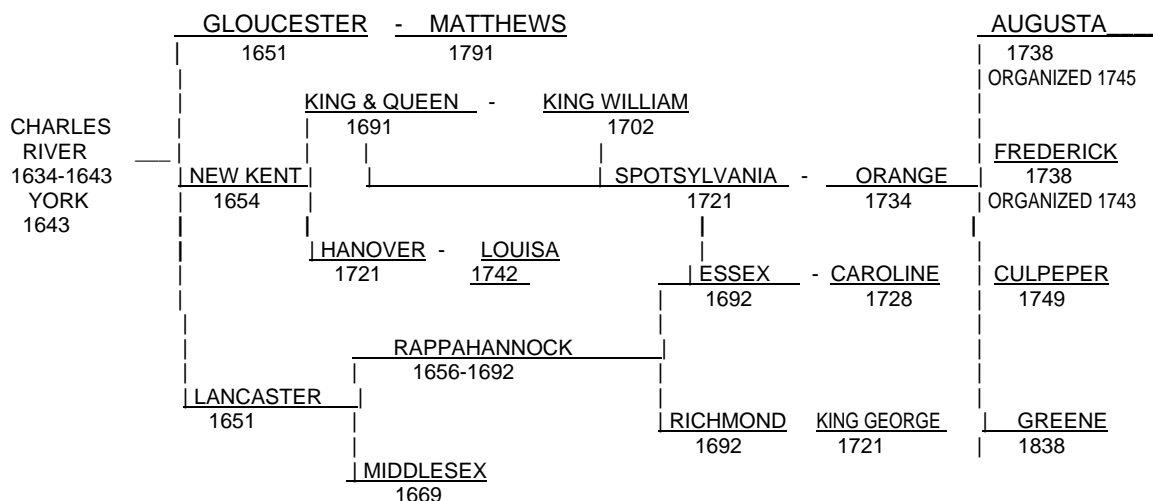 GLOUCESTER - MATTHEWS AUGUSTA
1651 1791 1738
ORGANIZED 1745
KING & QUEEN - KING WILLIAM
1691 1702
CHARLES
RIVER FREDERICK
1634-1643 NEW KENT SPOTSYLVANIA - ORANGE 1738
YORK 1654 1721 1734 ORGANIZED 1743
1643
HANOVER - LOUISA
1721 1742 ESSEX - CAROLINE CULPEPER
1692 1728 1749
RAPPAHANNOCK
1656-1692
LANCASTER
1651 RICHMOND KING GEORGE GREENE
1692 1721 1838
MIDDLESEX
1669